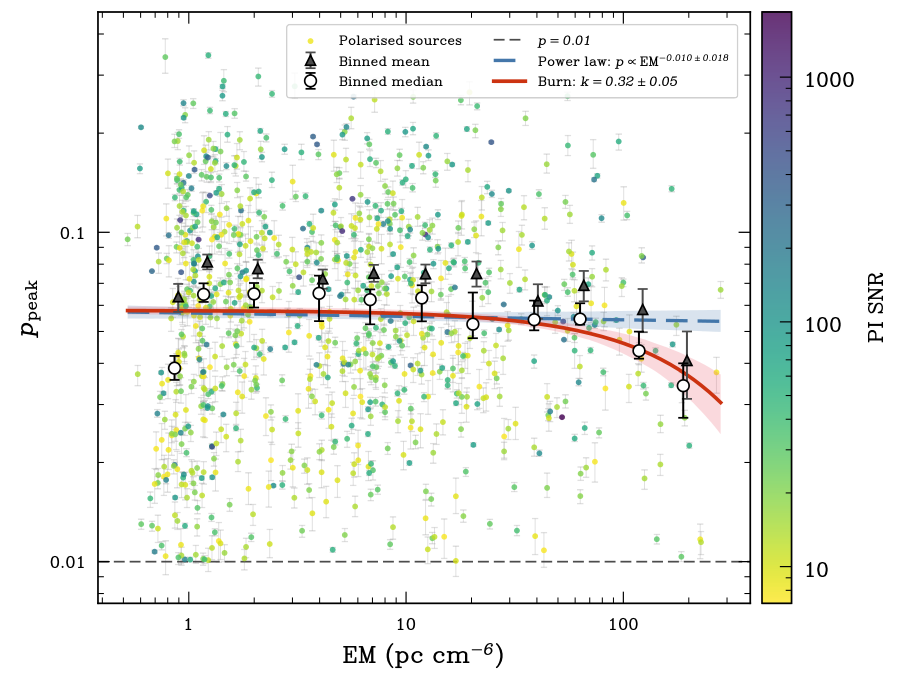 Polarised sources
Binned mean
Binned median
p = 0.01
Power law: p ∝ EM^−0.010 ± 0.018
Burn: k = 0.32 ± 0.05
0.1
0.01
p_peak
1
10
100
EM (pc cm^−6)
1000
100
10
PI SNR